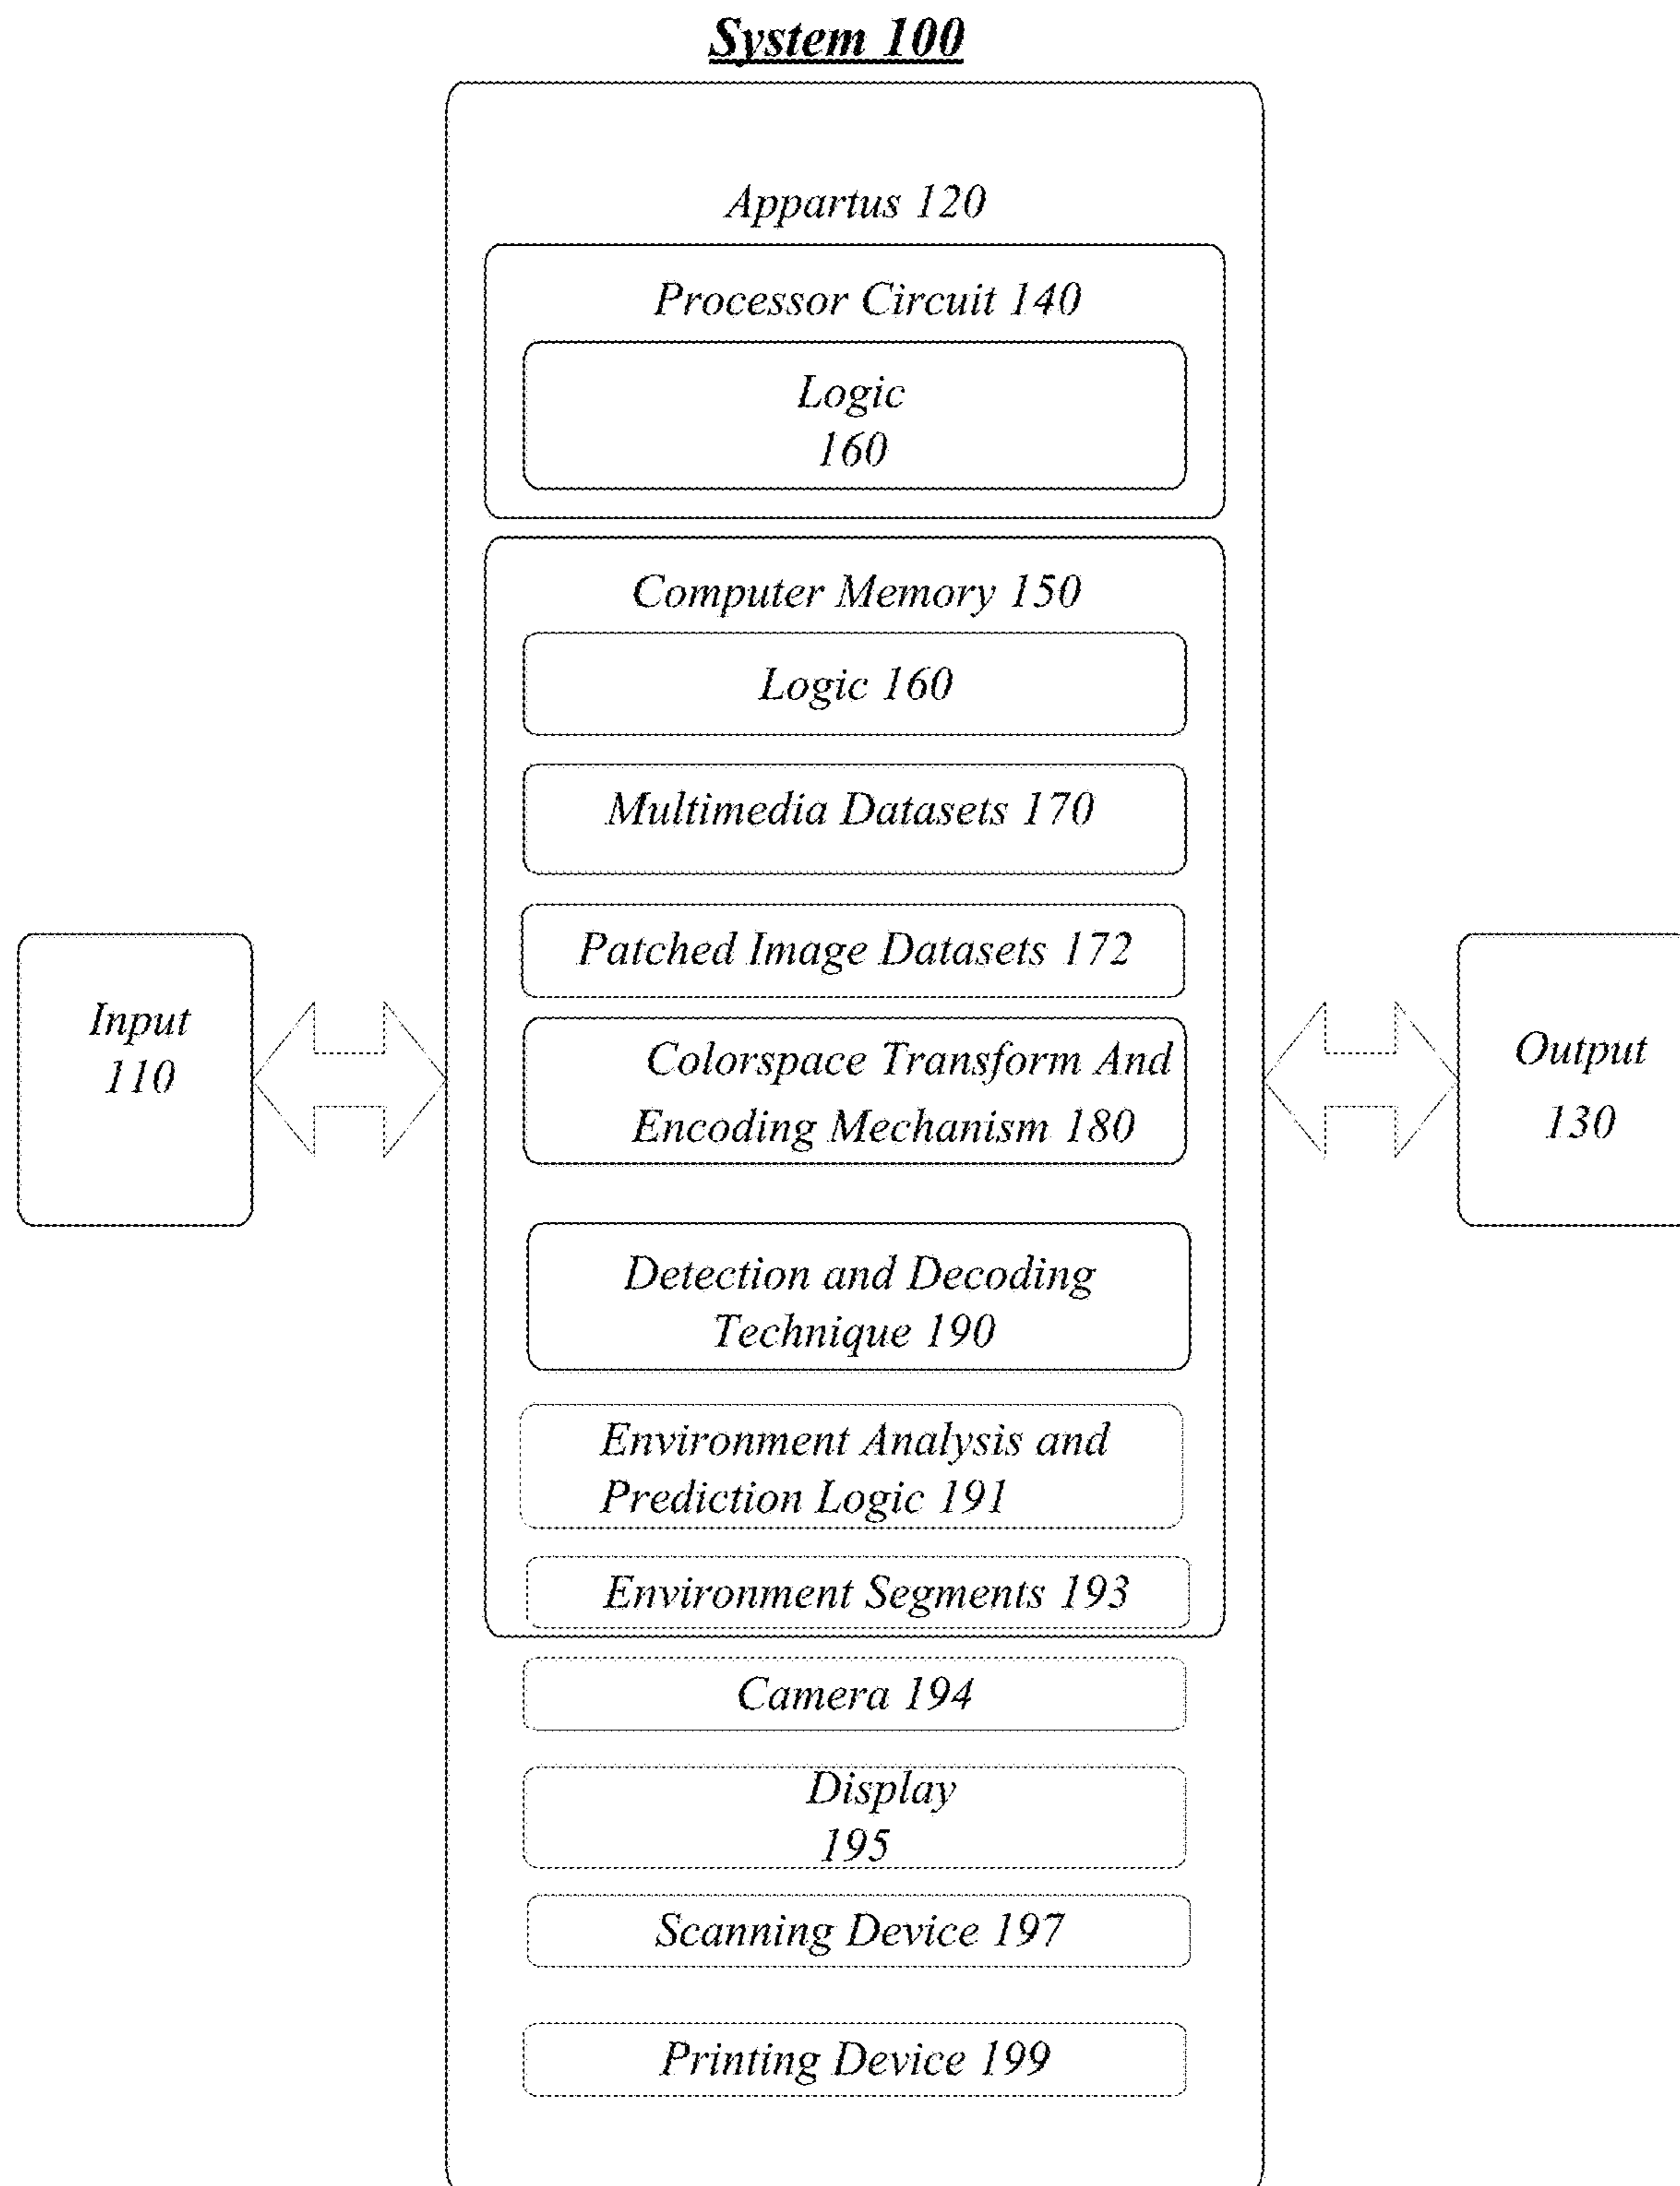 System 100
Appartus 120
Processor Circuit 140
Logic
160
Computer Memory 150
Logic 160
Multimedia Datasets 170
Patched Image Datasets 172
Input
110
Colorspace Transform And
Encoding Mechanism 180
Output
130
Detection and Decoding
Technique 190
Environment Analysis and
Prediction Logic 191
Environment Segments 193
Camera 194
Display
195
Scanning Device 197
Printing Device 199